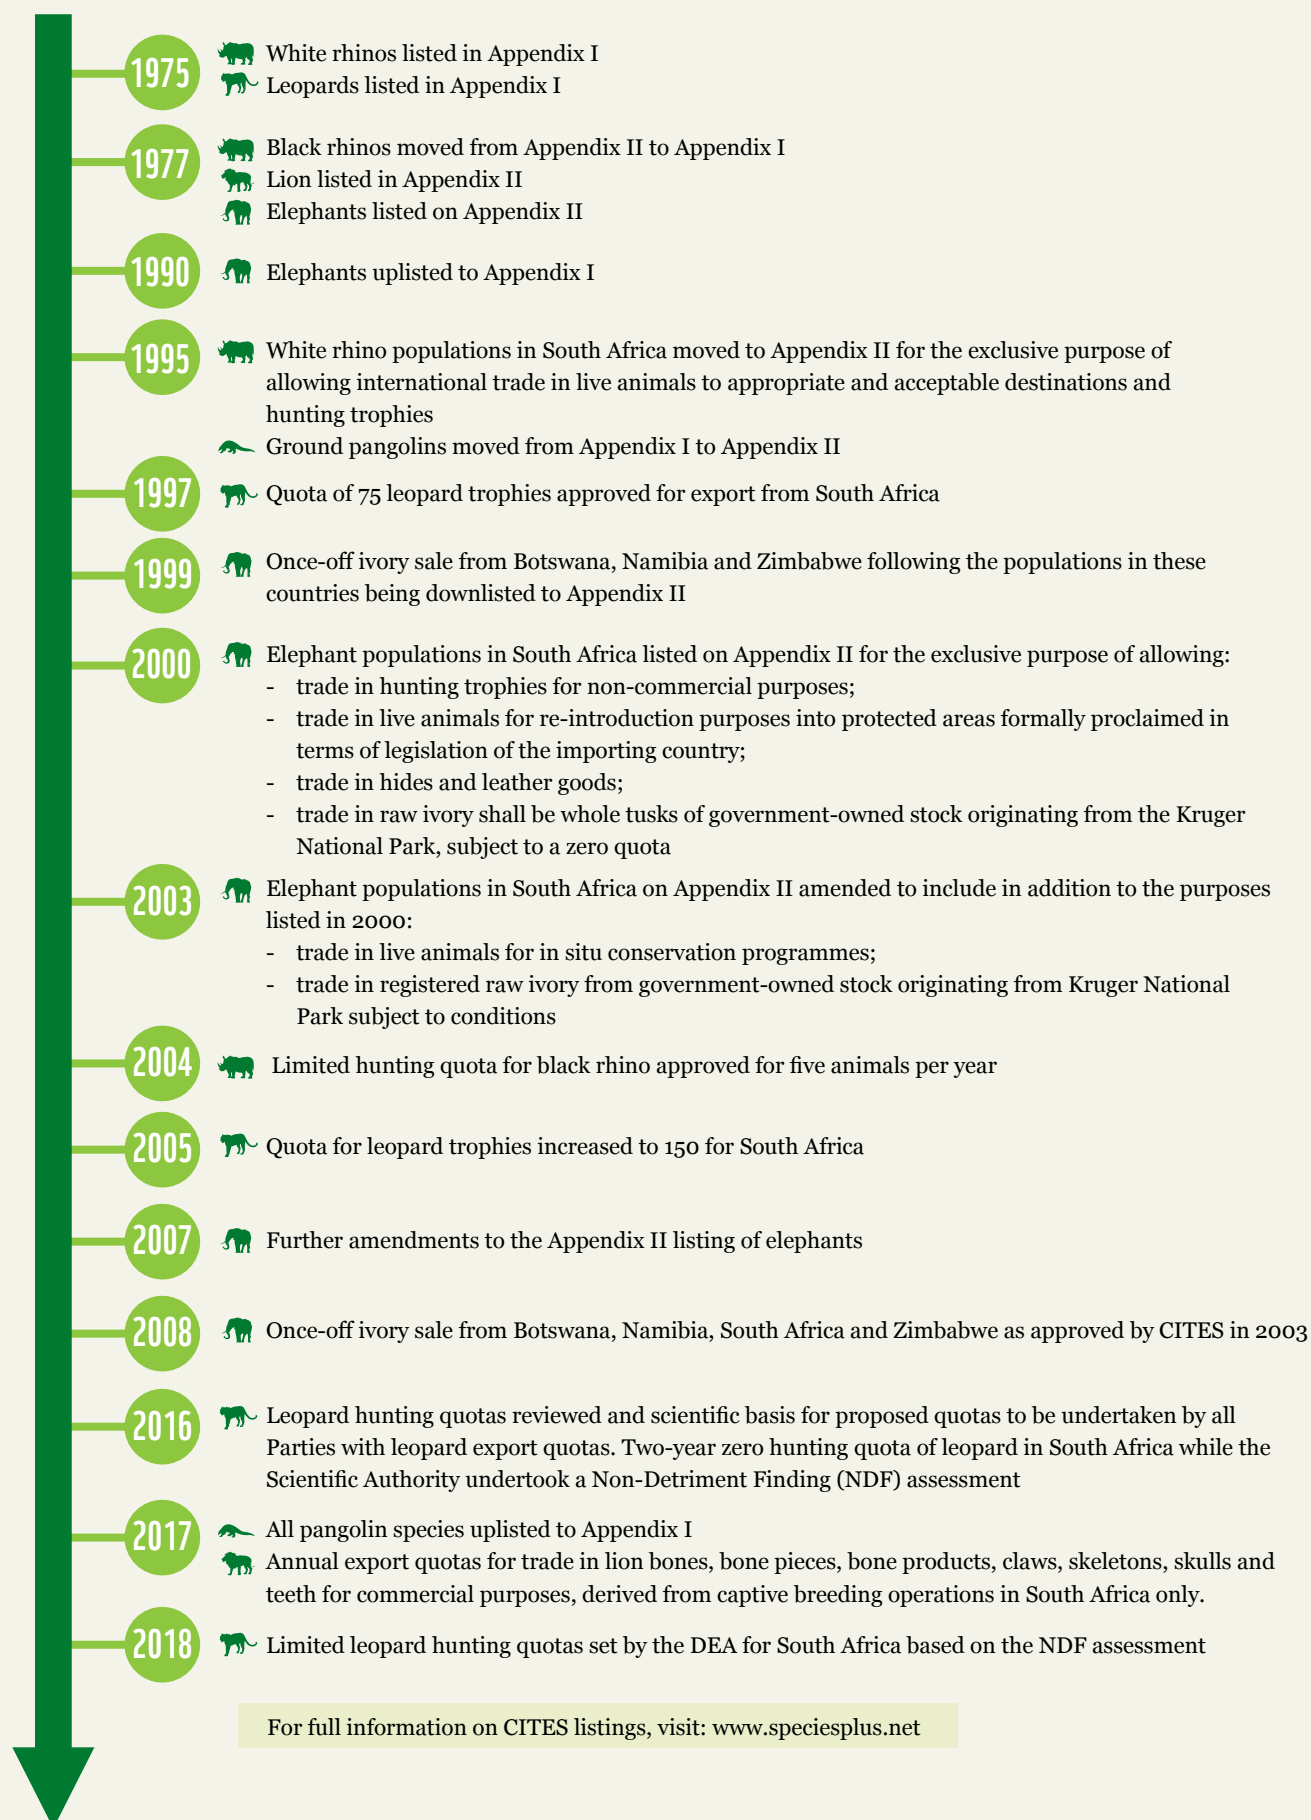 1975
White rhinos listed in Appendix I
Leopards listed in Appendix I
1977
Black rhinos moved from Appendix II to Appendix I
Lion listed in Appendix II
Elephants listed on Appendix II
1990
Elephants uplisted to Appendix I
1995
White rhino populations in South Africa moved to Appendix II for the exclusive purpose of
allowing international trade in live animals to appropriate and acceptable destinations and
hunting trophies
Ground pangolins moved from Appendix I to Appendix II
1997
Quota of 75 leopard trophies approved for export from South Africa
1999
Once-off ivory sale from Botswana, Namibia and Zimbabwe following the populations in these
countries being downlisted to Appendix II
2000
Elephant populations in South Africa listed on Appendix II for the exclusive purpose of allowing:
- trade in hunting trophies for non-commercial purposes;
- trade in live animals for re-introduction purposes into protected areas formally proclaimed in
terms of legislation of the importing country;
- trade in hides and leather goods;
- trade in raw ivory shall be whole tusks of government-owned stock originating from the Kruger
National Park, subject to a zero quota
2003
Elephant populations in South Africa on Appendix II amended to include in addition to the purposes
listed in 2000:
- trade in live animals for in situ conservation programmes;
- trade in registered raw ivory from government-owned stock originating from Kruger National
Park subject to conditions
2004
Limited hunting quota for black rhino approved for five animals per year
2005
Quota for leopard trophies increased to 150 for South Africa
2007
Further amendments to the Appendix II listing of elephants
2008
Once-off ivory sale from Botswana, Namibia, South Africa and Zimbabwe as approved by CITES in 2003
2016
Leopard hunting quotas reviewed and scientific basis for proposed quotas to be undertaken by all
Parties with leopard export quotas. Two-year zero hunting quota of leopard in South Africa while the
Scientific Authority undertook a Non-Detriment Finding (NDF) assessment
2017
All pangolin species uplisted to Appendix I
Annual export quotas for trade in lion bones, bone pieces, bone products, claws, skeletons, skulls and
teeth for commercial purposes, derived from captive breeding operations in South Africa only.
2018
Limited leopard hunting quotas set by the DEA for South Africa based on the NDF assessment
For full information on CITES listings, visit: www.speciesplus.net